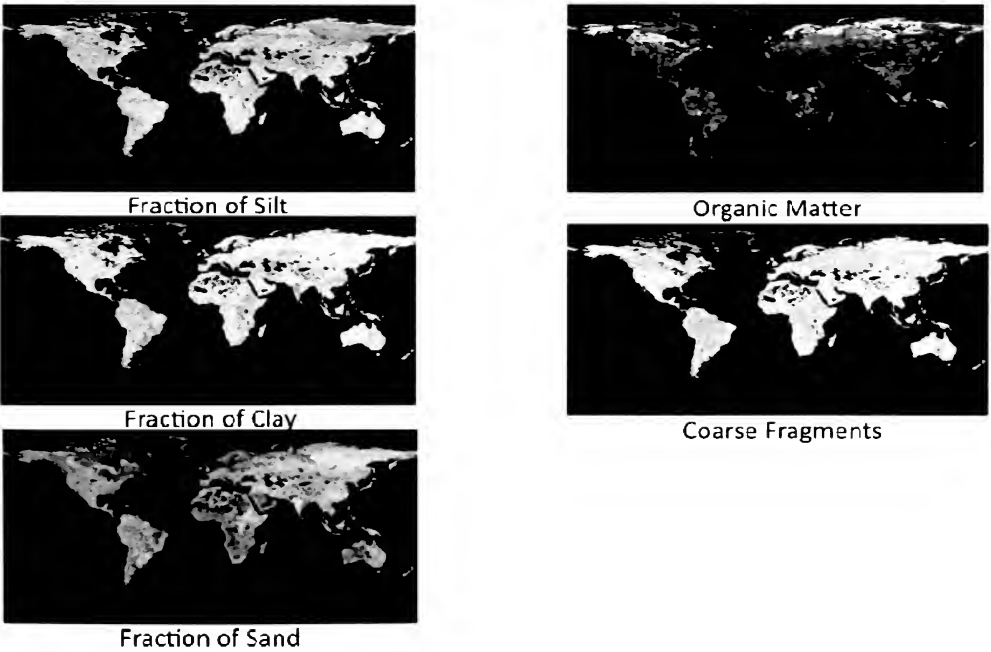 Fraction of Silt
Organic Matter
Fraction of Clay
Coarse Fragments
Fraction of Sand